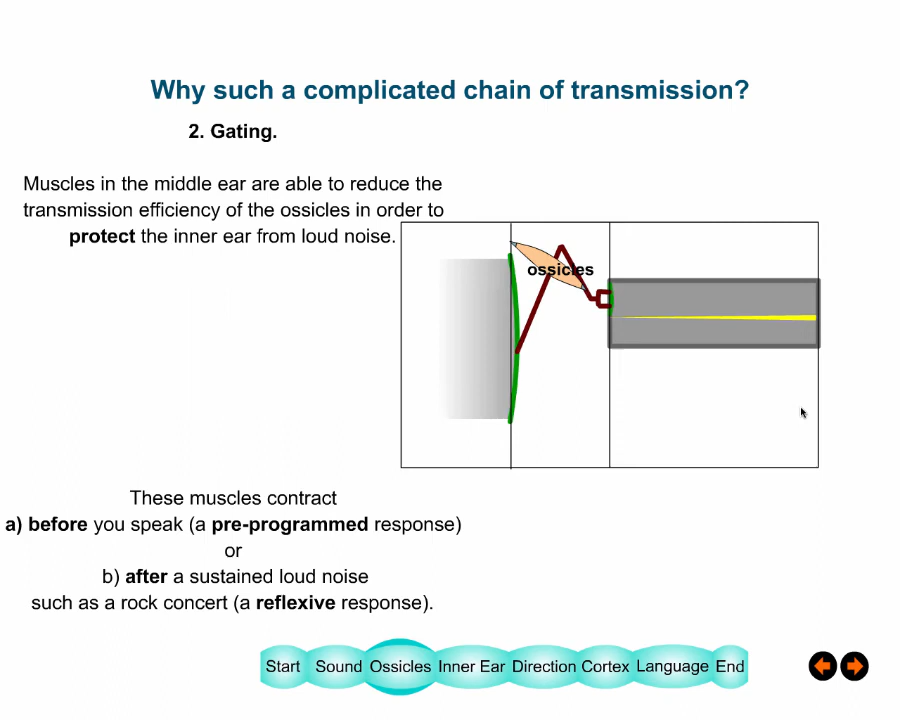 Why such a complicated chain of transmission?
2. Gating.
Muscles in the middle ear are able to reduce the
transmission efficiency of the ossicles in order to
protect the inner ear from loud noise.
ossicles
These muscles contract
a) before you speak (a pre-programmed response)
or
b) after a sustained loud noise
such as a rock concert (a reflexive response).
Start Sound Ossicles Inner Ear Direction Cortex Language End